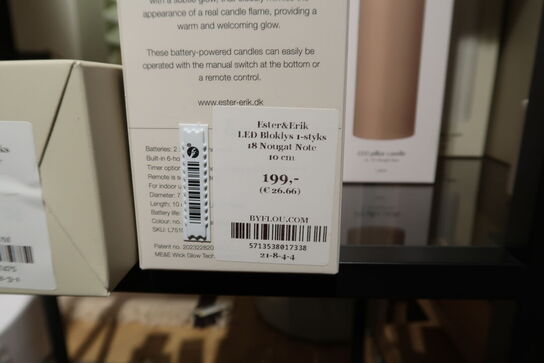 with a subtle glow, that closely mimics the
appearance of a real candle flame, providing a
warm and welcoming glow.
These battery-powered candles can easily be
operated with the manual switch at the bottom or
a remote control.
www.ester-erik.dk
Batteries: 2
Built-in 6-ho
Timer option
Remote is s
For indoor u
Diameter: 7
Length: 10
Battery life:
Colour: no.
SKU: L751
Patent no. 202322820
ME&E Wick Glow Tech
Ester&Erik
LED Bloklys 1-styks
18 Nougat Note
10 cm
199,-
(€ 26.66)
BYFLOU.COM
5713538017338
21-8-4-4
LED pillar candle